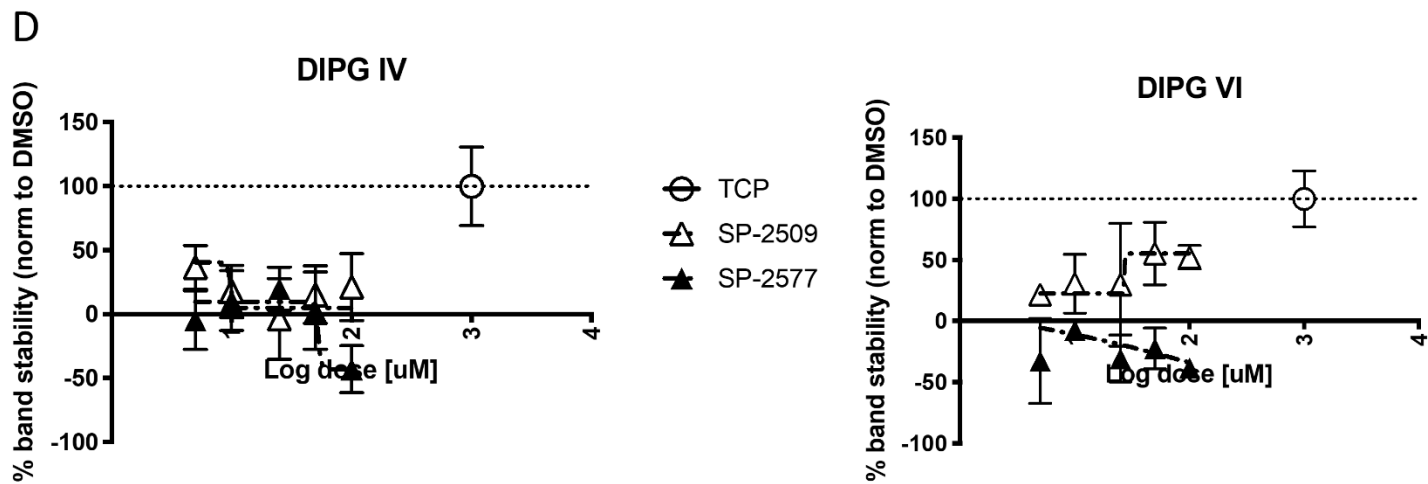 D
DIPG IV
% band stability (norm to DMSO)
150
100
50
0
-50
-100
1
2
3
4
Log dose [uM]
TCP
SP-2509
SP-2577
DIPG VI
% band stability (norm to DMSO)
150
100
50
0
-50
-100
1
2
3
4
Log dose [uM]